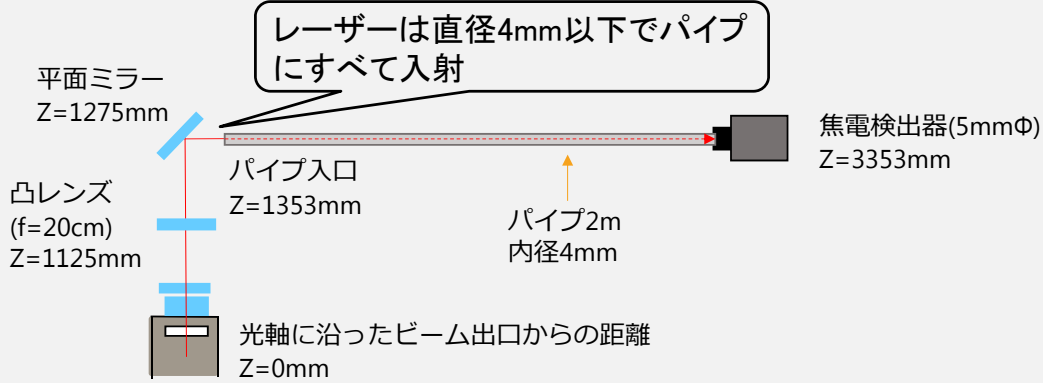 レーザーは直径4mm以下でパイプ
にすべて入射
平面ミラー
Z=1275mm
焦電検出器(5mmΦ)
Z=3353mm
パイプ入口
Z=1353mm
凸レンズ
(f=20cm)
Z=1125mm
パイプ2m
内径4mm
光軸に沿ったビーム出口からの距離
Z=0mm